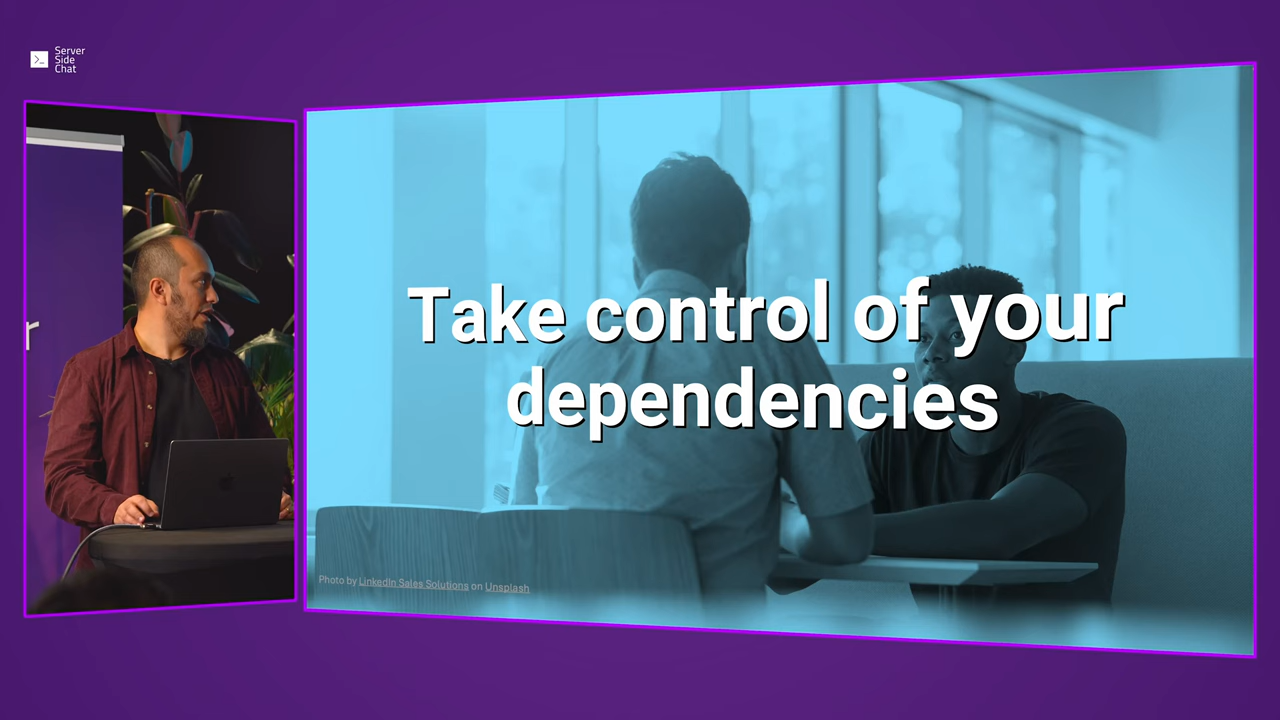 Server
Side
Chat
r
Take control of your
dependencies
Photo by LinkedIn Sales Solutions on Unsplash